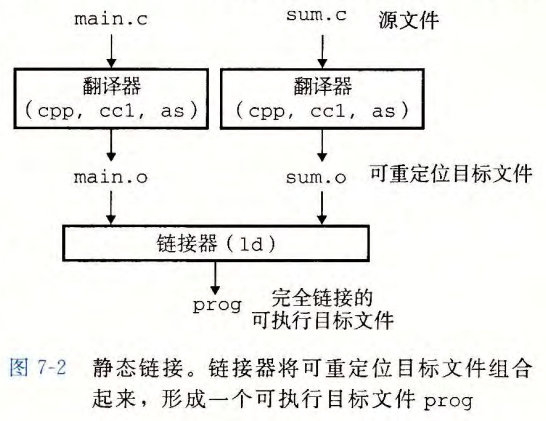 main.c sum.c 源文件
翻译器 翻译器
(cpp, cc1, as) (cpp, cc1, as)
main.o sum.o 可重定位目标文件
链接器(ld)
prog 完全链接的
可执行目标文件
图 7-2 静态链接。链接器将可重定位目标文件组合
起来，形成一个可执行目标文件 prog